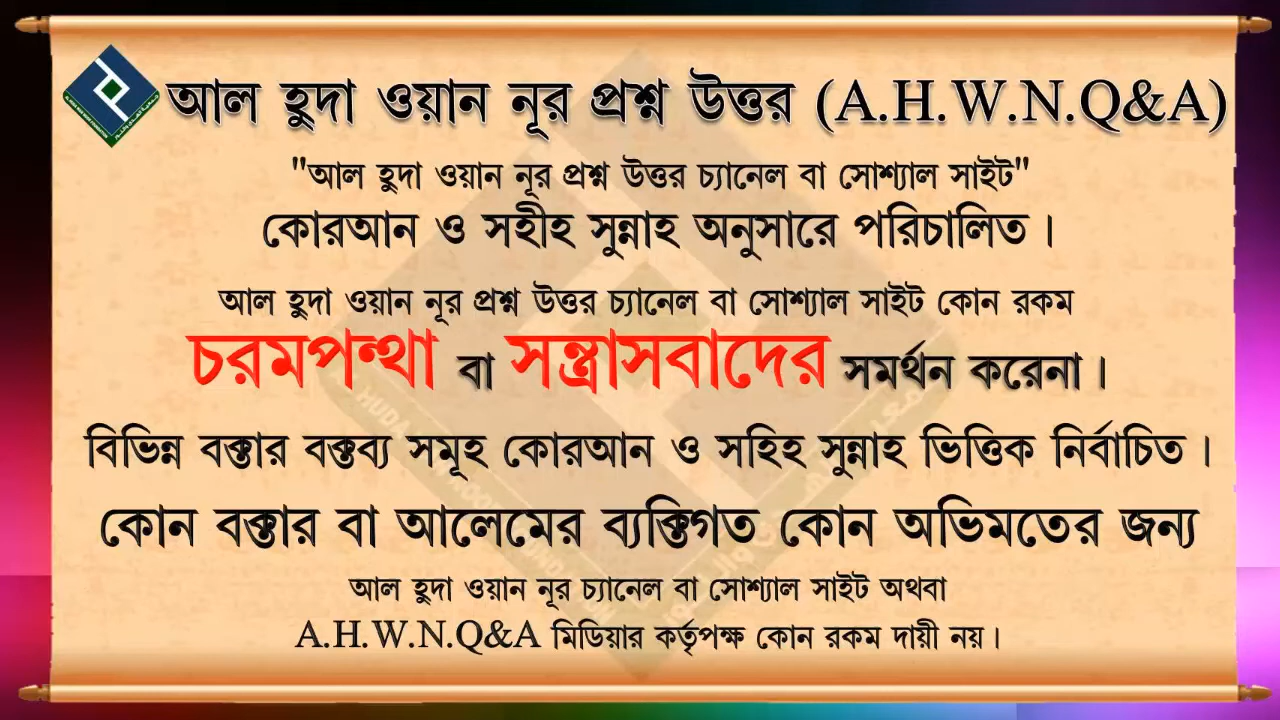 আল হুদা ওয়ান নূর প্রশ্ন উত্তর (A.H.W.N.Q&A)
"আল হুদা ওয়ান নূর প্রশ্ন উত্তর চ্যানেল বা সোশ্যাল সাইট"
কোরআন ও সহীহ সুন্নাহ অনুসারে পরিচালিত।
আল হুদা ওয়ান নূর প্রশ্ন উত্তর চ্যানেল বা সোশ্যাল সাইট কোন রকম
চরমপন্থা বা সন্ত্রাসবাদের সমর্থন করেনা।
বিভিন্ন বক্তার বক্তব্য সমূহ কোরআন ও সহিহ সুন্নাহ ভিত্তিক নির্বাচিত।
কোন বক্তার বা আলেমের ব্যক্তিগত কোন অভিমতের জন্য
আল হুদা ওয়ান নূর চ্যানেল বা সোশ্যাল সাইট অথবা
A.H.W.N.Q&A মিডিয়ার কর্তৃপক্ষ কোন রকম দায়ী নয়।